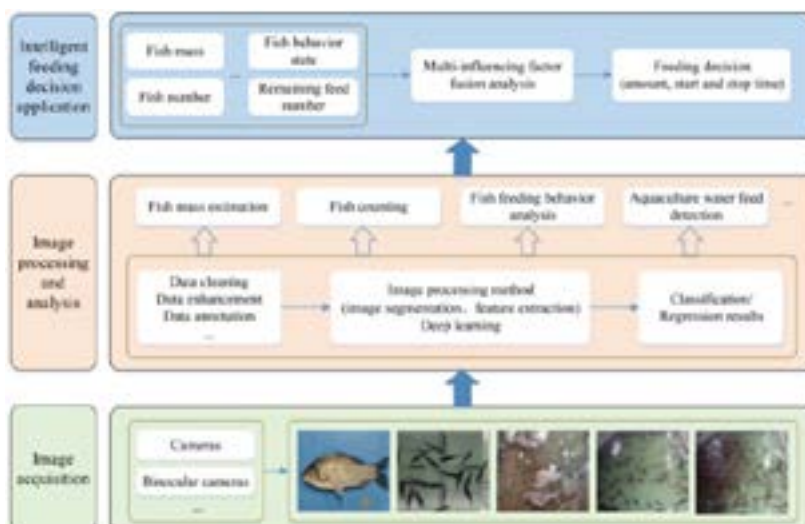 Intelligent
feeding
decision
application
Fish mass
Fish behavior
state
...
Fish number
Remaining feed
number
Multi-influencing factor
fusion analysis
Feeding decision
(amount, start and stop time)
Image
processing
and
analysis
Fish mass estimation
Fish counting
Fish feeding behavior
analysis
Aquaculture water feed
detection
...
Data cleaning
Data enhancement
Data annotation
...
Image processing method
(image segmentation、feature extraction)
Deep learning
Classification/
Regression results
Image
acquisition
Cameras
Binocular cameras
...